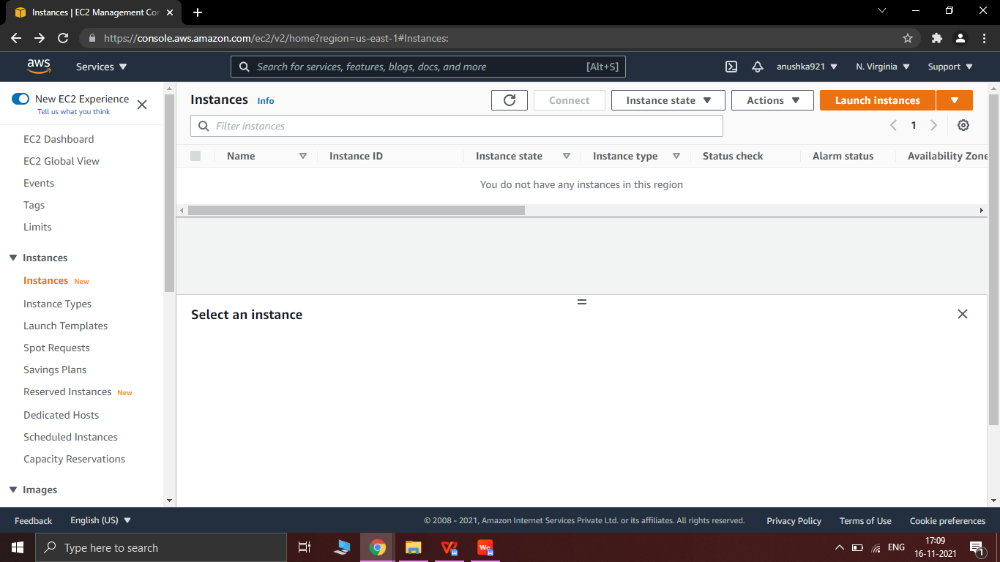 Instances | EC2 Management Con
https://console.aws.amazon.com/ec2/v2/home?region=us-east-1#Instances:
aws
Services
Search for services, features, blogs, docs, and more [Alt+S]
anushka921
N. Virginia
Support
New EC2 Experience
Tell us what you think
EC2 Dashboard
EC2 Global View
Events
Tags
Limits
Instances
Instances New
Instance Types
Launch Templates
Spot Requests
Savings Plans
Reserved Instances New
Dedicated Hosts
Scheduled Instances
Capacity Reservations
Images
Instances Info
Connect
Instance state
Actions
Launch instances
Filter instances
1
Name Instance ID Instance state Instance type Status check Alarm status Availability Zone
You do not have any instances in this region
Select an instance
Feedback
English (US)
© 2008 - 2021, Amazon Internet Services Private Ltd. or its affiliates. All rights reserved.
Privacy Policy
Terms of Use
Cookie preferences
Type here to search
We
ENG
17:09
16-11-2021
1